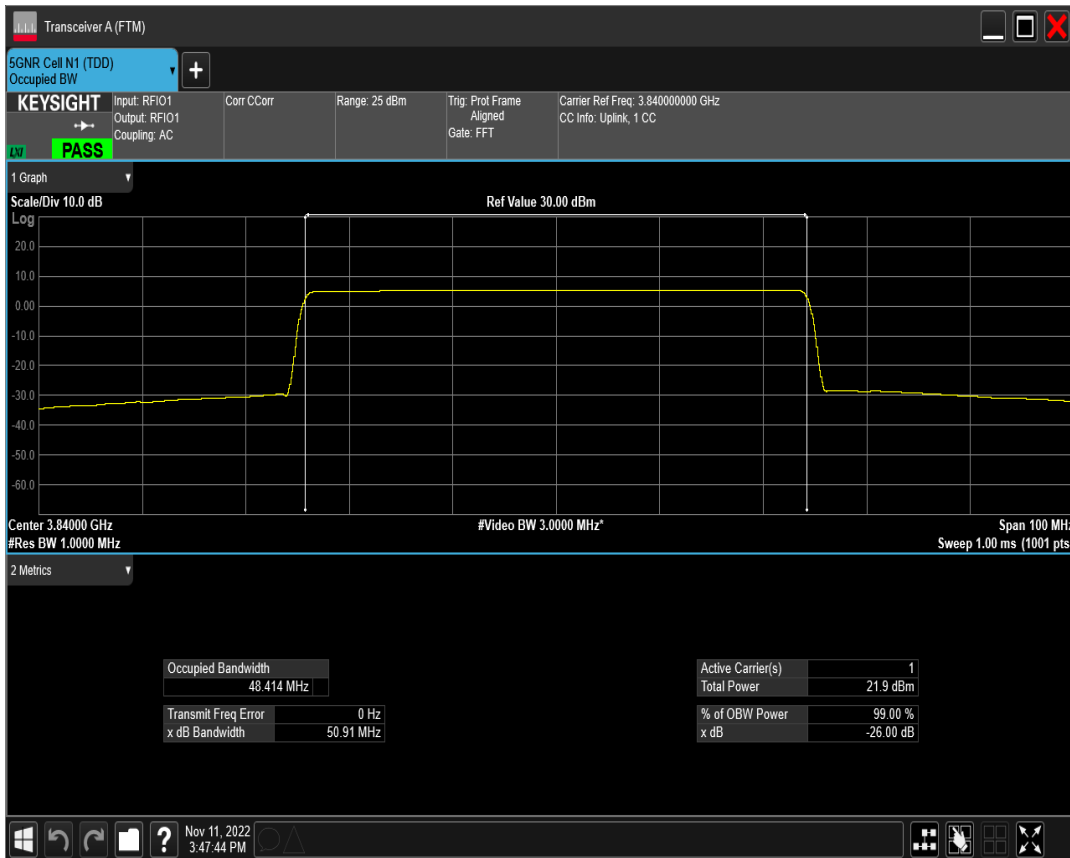 Transceiver A (FTM)
5GNR Cell N1 (TDD)
Occupied BW
KEYSIGHT
LXI
PASS
Input: RFIO1
Output: RFIO1
Coupling: AC
Corr CCorr
Range: 25 dBm
Trig: Prot Frame
Aligned
Gate: FFT
Carrier Ref Freq: 3.840000000 GHz
CC Info: Uplink, 1 CC
1 Graph
Scale/Div 10.0 dB
Ref Value 30.00 dBm
Log
20.0
10.0
0.00
-10.0
-20.0
-30.0
-40.0
-50.0
-60.0
Center 3.84000 GHz
#Video BW 3.0000 MHz*
Span 100 MHz
#Res BW 1.0000 MHz
Sweep 1.00 ms (1001 pts
2 Metrics
Occupied Bandwidth
48.414 MHz
Transmit Freq Error 0 Hz
x dB Bandwidth 50.91 MHz
Active Carrier(s) 1
Total Power 21.9 dBm
% of OBW Power 99.00 %
x dB -26.00 dB
?
Nov 11, 2022
3:47:44 PM